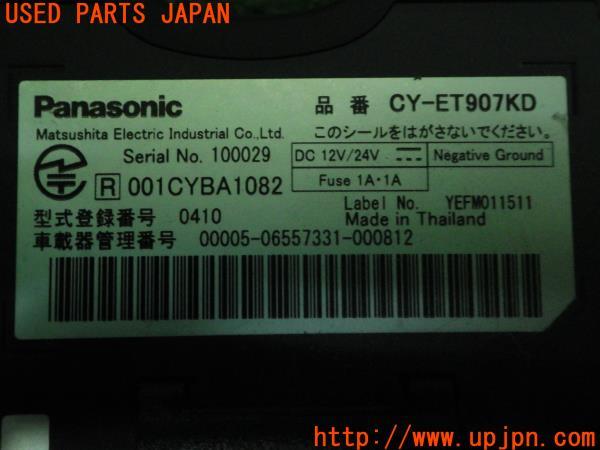 USED PARTS JAPAN
Panasonic 品番 CY-ET907KD
Matsushita Electric Industrial Co.,Ltd. このシールをはがさないでください。
Serial No. 100029 DC 12V/24V Negative Ground
R 001CYBA1082 Fuse 1A・1A
Label No. YEFM011511
型式登録番号 0410 Made in Thailand
車載器管理番号 00005-06557331-000812
USED PARTS JAPAN
http://www.upjpn.com